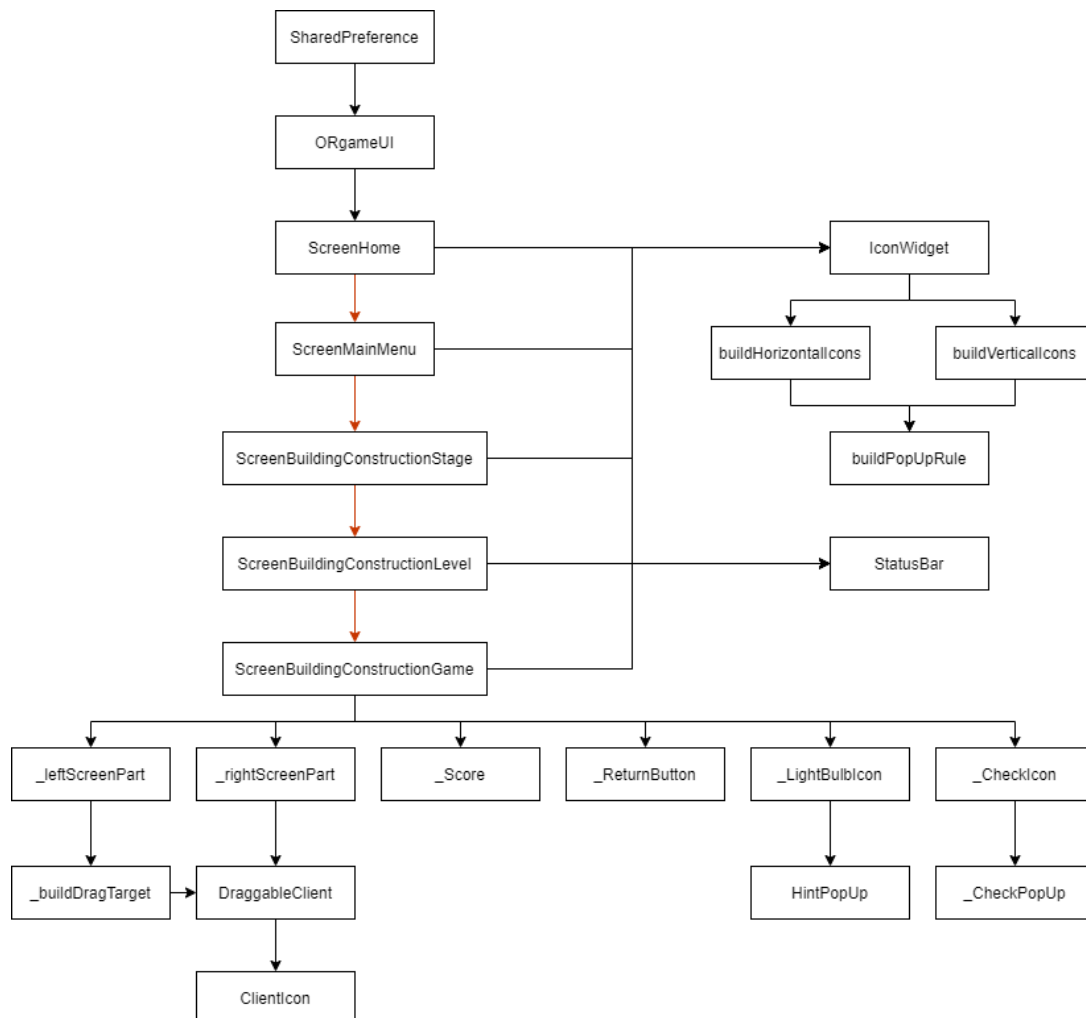 SharedPreference
ORgameUI
ScreenHome
IconWidget
ScreenMainMenu
buildHorizontalIcons
buildVerticalIcons
ScreenBuildingConstructionStage
buildPopUpRule
ScreenBuildingConstructionLevel
StatusBar
ScreenBuildingConstructionGame
_leftScreenPart
_rightScreenPart
_Score
_ReturnButton
_LightBulbIcon
_CheckIcon
_buildDragTarget
DraggableClient
HintPopUp
_CheckPopUp
ClientIcon